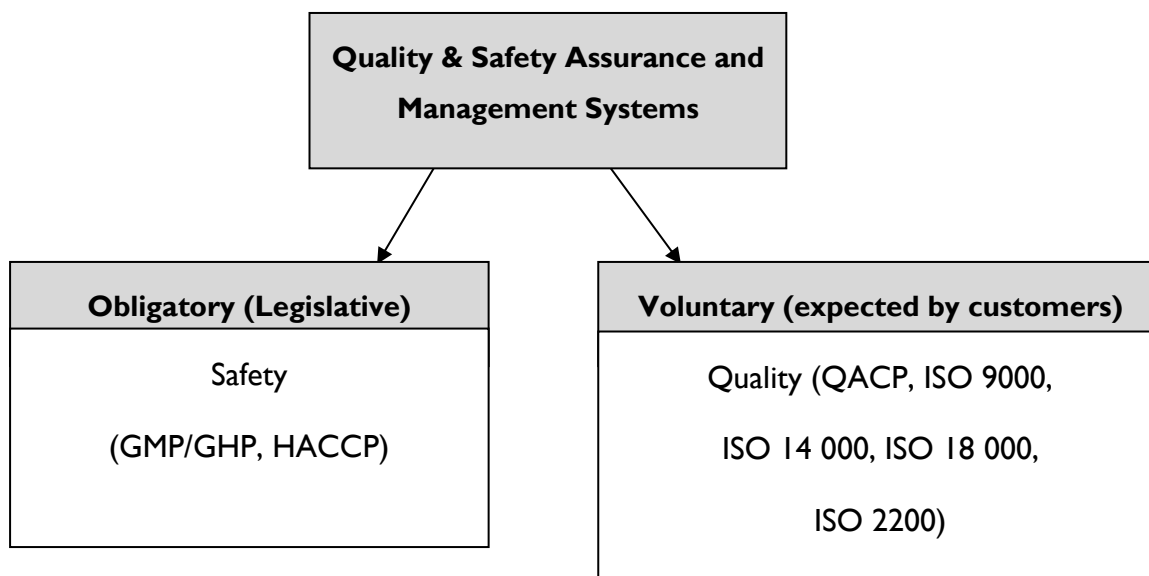 Quality & Safety Assurance and
Management Systems
Obligatory (Legislative)
Safety
(GMP/GHP, HACCP)
Voluntary (expected by customers)
Quality (QACP, ISO 9000,
ISO 14 000, ISO 18 000,
ISO 2200)